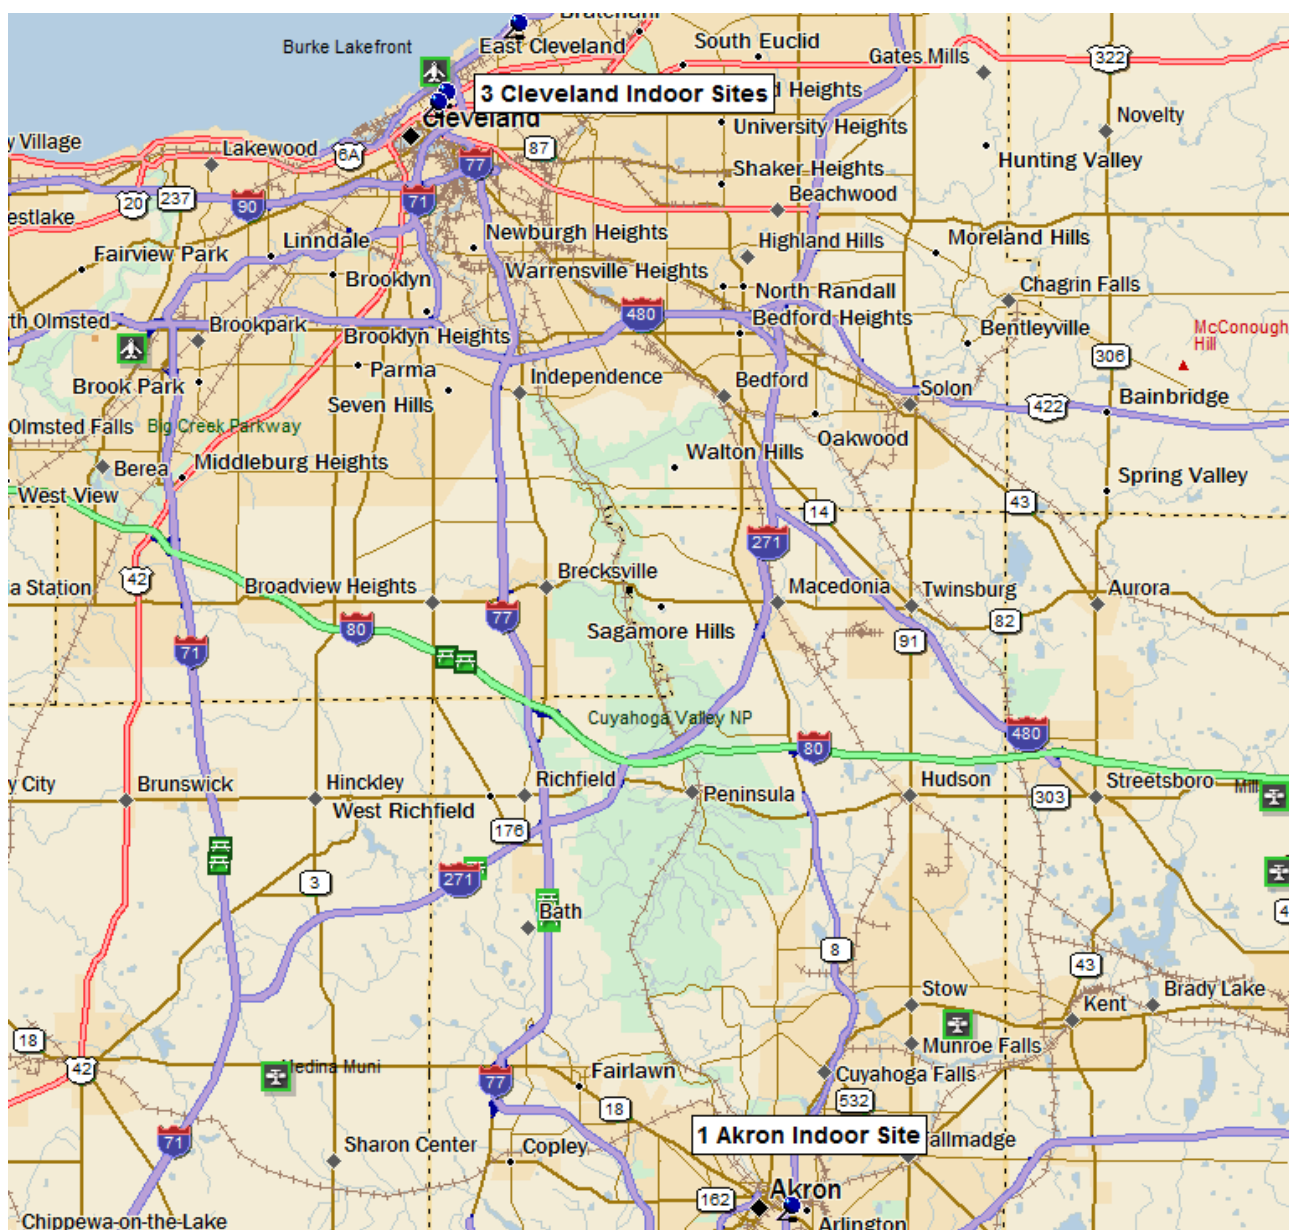 Bratenahl
Burke Lakefront
East Cleveland
South Euclid
Gates Mills
322
3 Cleveland Indoor Sites
d Heights
Cleveland
University Heights
Novelty
y Village
Lakewood
6A
87
77
Hunting Valley
Shaker Heights
Beachwood
20
237
90
71
estlake
Newburgh Heights
Highland Hills
Moreland Hills
Fairview Park
Linndale
Brooklyn
Warrensville Heights
North Randall
Chagrin Falls
th Olmsted
Brookpark
Brooklyn Heights
480
Bedford Heights
Bentleyville
McConough
Hill
306
Brook Park
Parma
Seven Hills
Independence
Bedford
Solon
422
Bainbridge
Olmsted Falls
Big Creek Parkway
Oakwood
Berea
Middleburg Heights
Walton Hills
Spring Valley
West View
14
43
271
42
a Station
Broadview Heights
Brecksville
Macedonia
Twinsburg
Aurora
80
77
Sagamore Hills
82
91
71
Cuyahoga Valley NP
80
480
y City
Brunswick
Hinckley
Richfield
Peninsula
Hudson
Streetsboro
Mill
West Richfield
303
176
3
271
Bath
4
8
43
Stow
Kent
Brady Lake
18
42
Medina Muni
77
Fairlawn
Munroe Falls
Cuyahoga Falls
18
532
71
Sharon Center
Copley
1 Akron Indoor Site
allmadge
162
Akron
Chippewa-on-the-Lake
Arlington